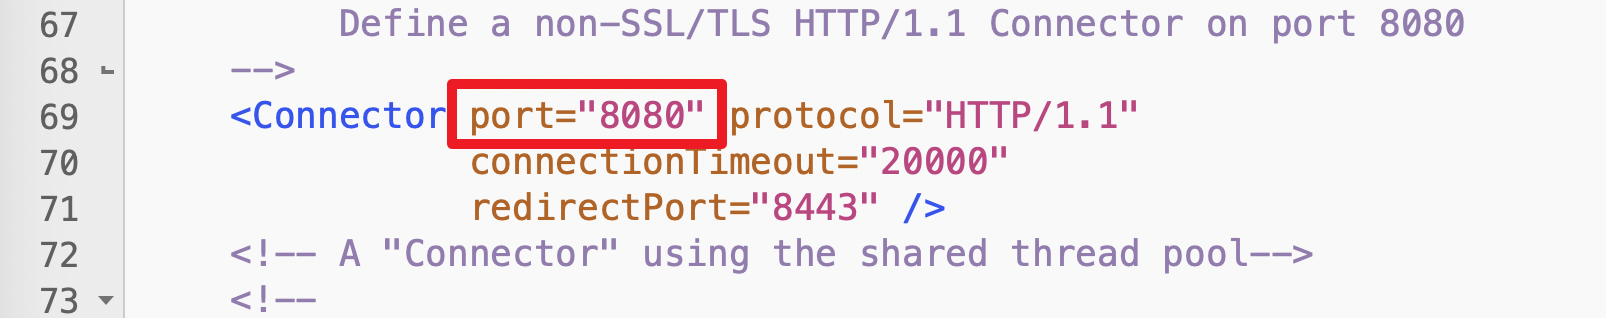 67 Define a non-SSL/TLS HTTP/1.1 Connector on port 8080
68 -->
69 <Connector port="8080" protocol="HTTP/1.1"
70 connectionTimeout="20000"
71 redirectPort="8443" />
72 <!-- A "Connector" using the shared thread pool-->
73 <!--